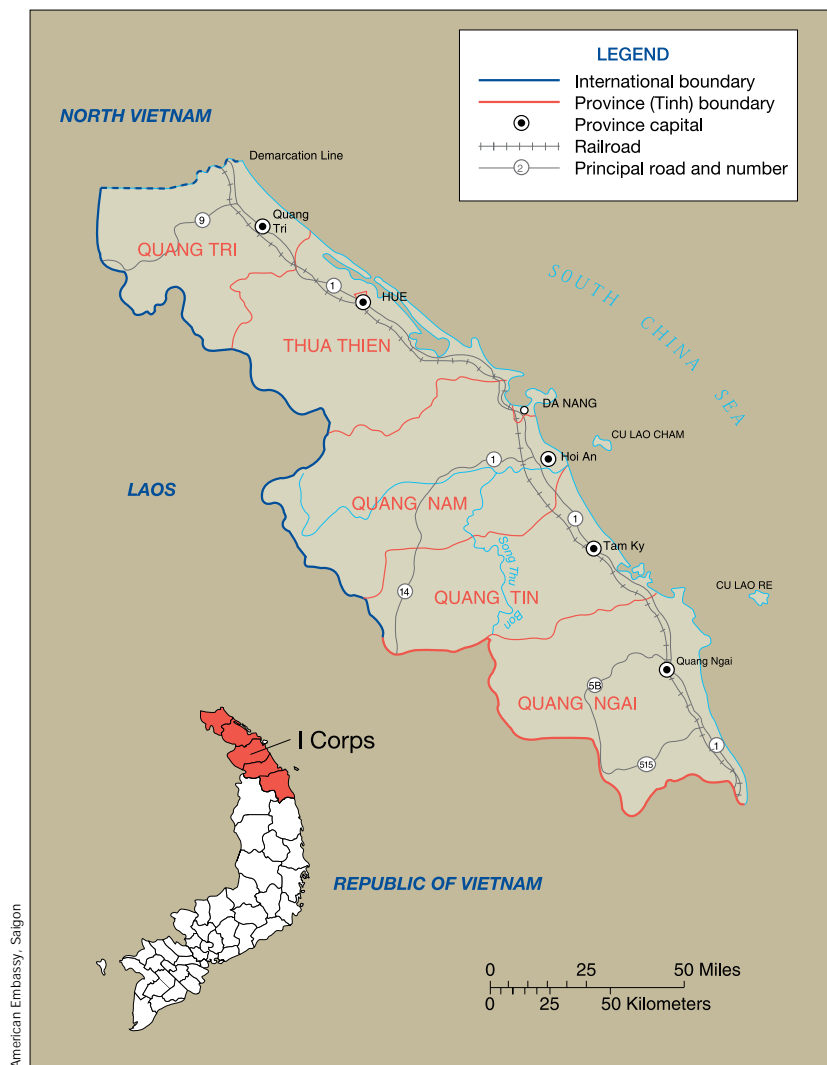 LEGEND
International boundary
Province (Tinh) boundary
Province capital
Railroad
2
Principal road and number
NORTH VIETNAM
Demarcation Line
9
Quang
Tri
QUANG TRI
1
HUE
THUA THIEN
SOUTH CHINA SEA
DA NANG
CU LAO CHAM
1
Hoi An
LAOS
QUANG NAM
1
Song Thu
Bon
Tam Ky
14
QUANG TIN
CU LAO RE
Quang Ngai
5B
QUANG NGAI
1
515
I Corps
REPUBLIC OF VIETNAM
0 25 50 Miles
0 25 50 Kilometers
American Embassy, Saigon